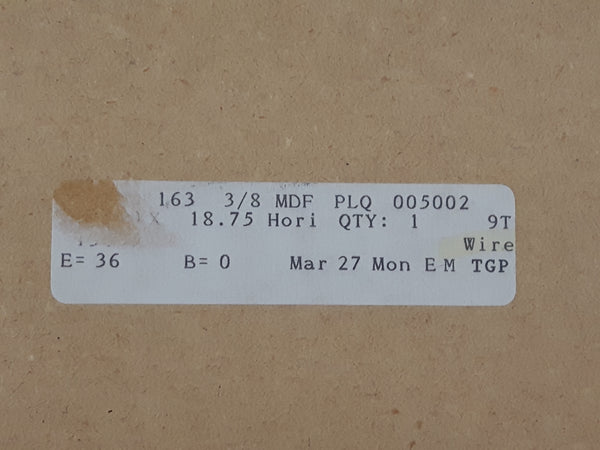 163 3/8 MDF PLQ 005002
X 18.75 Hori QTY: 1 9T
Wire
E= 36 B= 0 Mar 27 Mon E M TGP